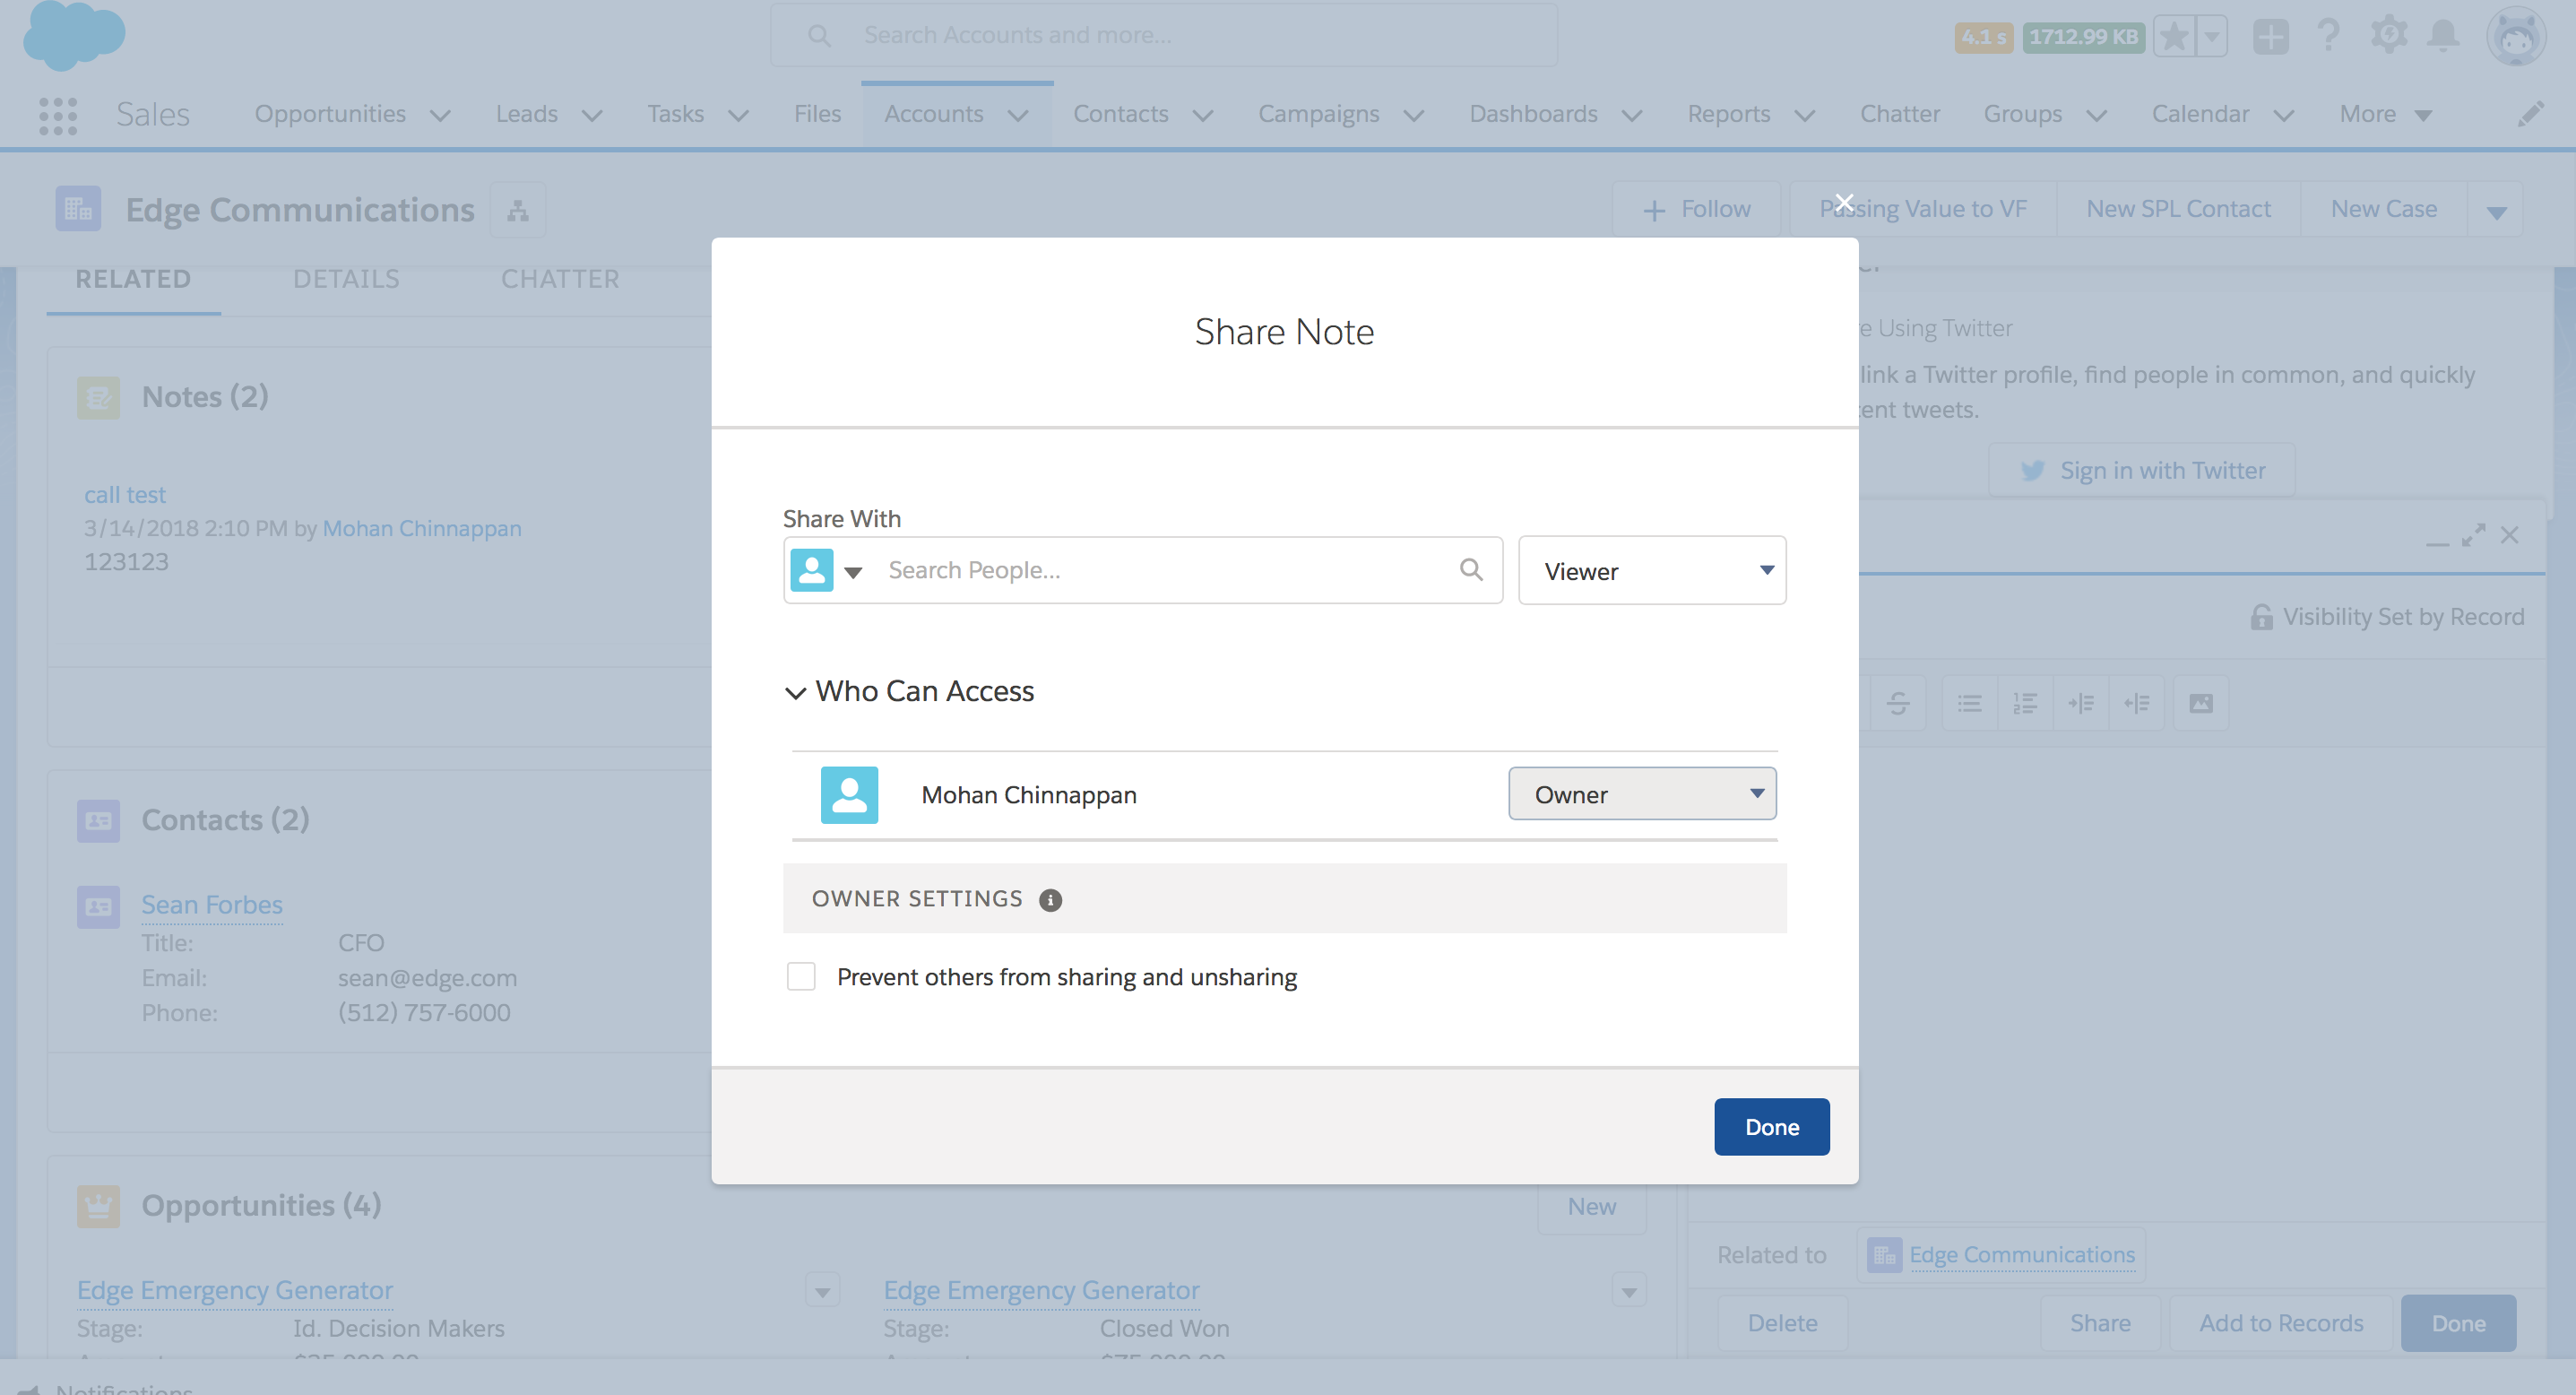 Search Accounts and more...
4.1 s
1712.99 KB
Sales
Opportunities
Leads
Tasks
Files
Accounts
Contacts
Campaigns
Dashboards
Reports
Chatter
Groups
Calendar
More
Edge Communications
Follow
Passing Value to VF
New SPL Contact
New Case
RELATED
DETAILS
CHATTER
Notes (2)
call test
3/14/2018 2:10 PM by Mohan Chinnappan
123123
Contacts (2)
Sean Forbes
Title: CFO
Email: sean@edge.com
Phone: (512) 757-6000
Opportunities (4)
New
Edge Emergency Generator
Stage: Id. Decision Makers
Edge Emergency Generator
Stage: Closed Won
Share Note
Share With
Search People...
Viewer
Who Can Access
Mohan Chinnappan
Owner
OWNER SETTINGS
Prevent others from sharing and unsharing
Done
Using Twitter
link a Twitter profile, find people in common, and quickly
tweets.
Sign in with Twitter
Visibility Set by Record
Related to
Edge Communications
Delete
Share
Add to Records
Done
Notifications